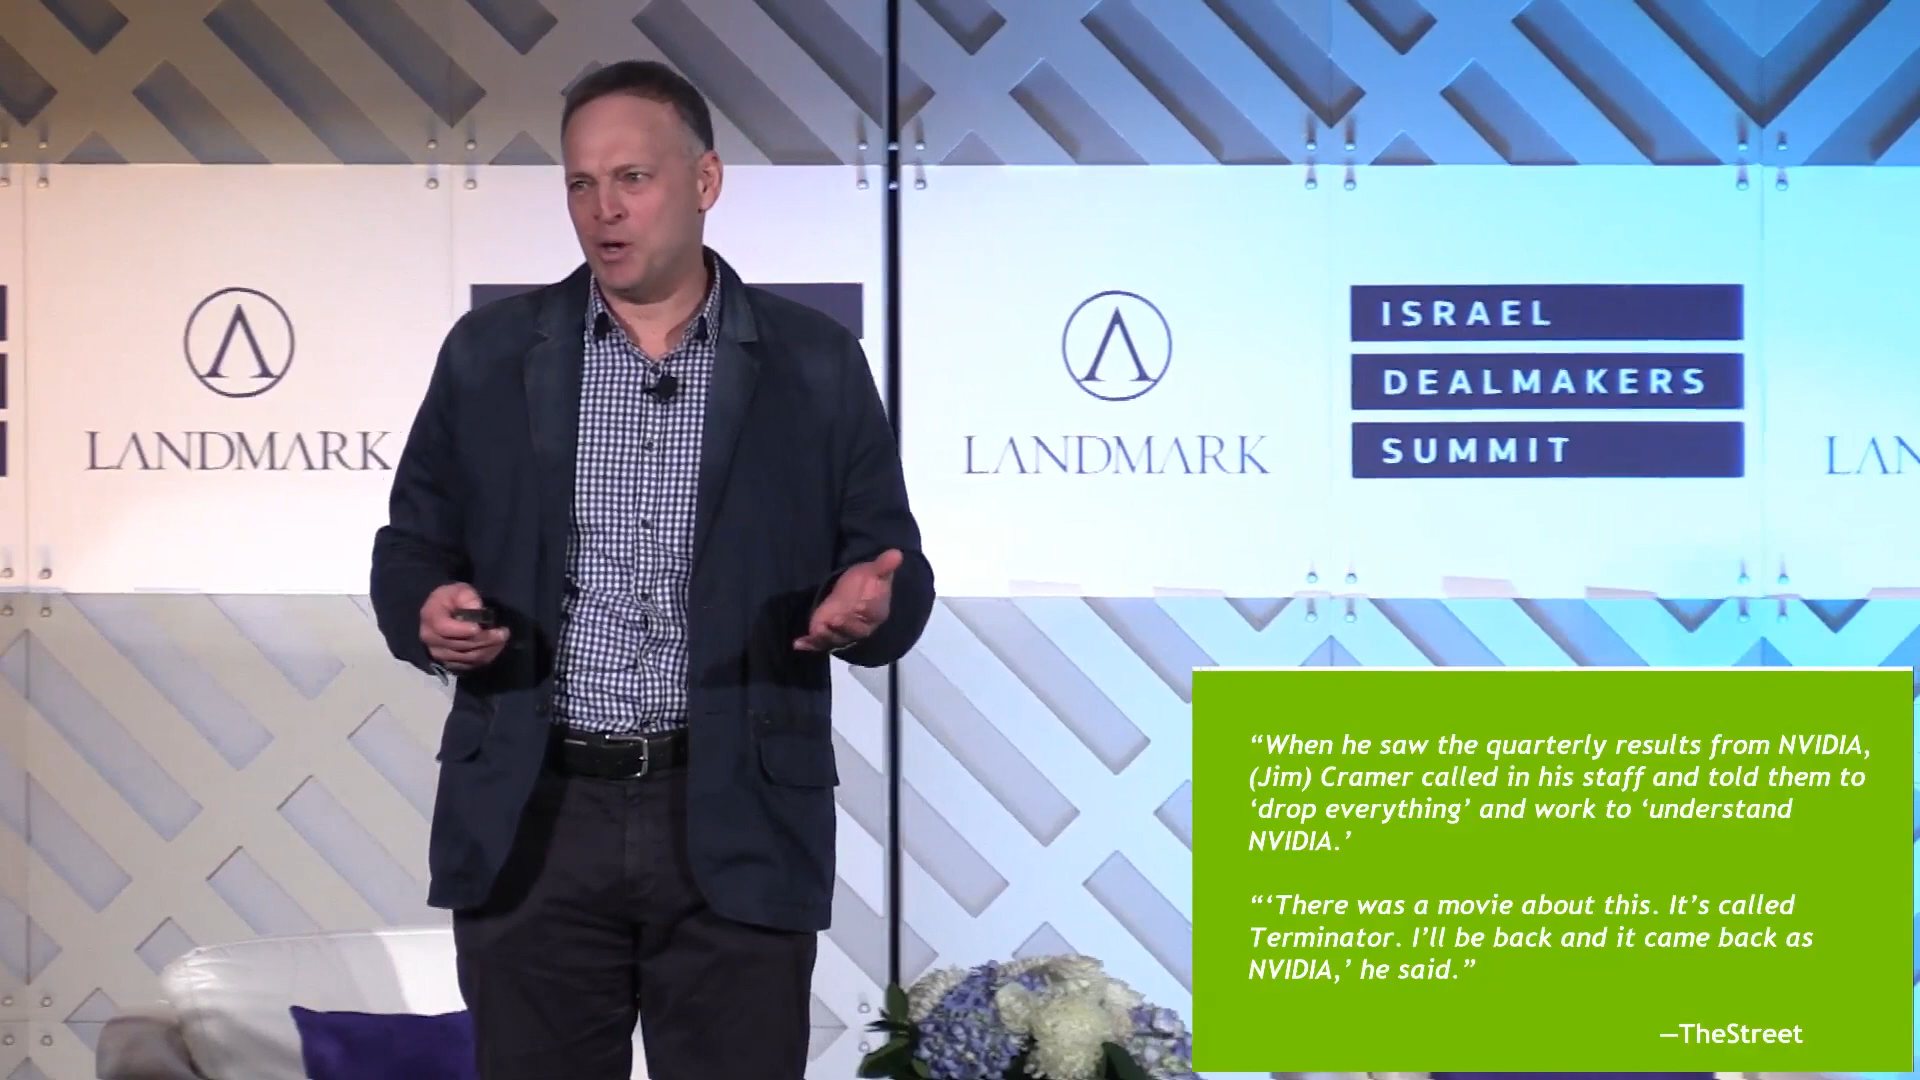 LANDMARK
LANDMARK
ISRAEL
DEALMAKERS
SUMMIT
LAN
“When he saw the quarterly results from NVIDIA,
(Jim) Cramer called in his staff and told them to
‘drop everything’ and work to ‘understand
NVIDIA.’
“‘There was a movie about this. It’s called
Terminator. I’ll be back and it came back as
NVIDIA,’ he said.”
—TheStreet